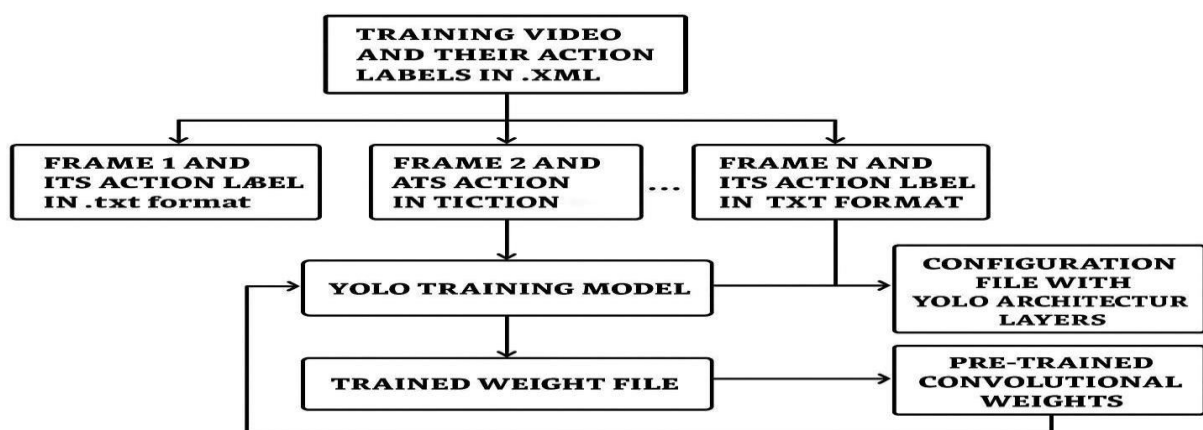 TRAINING VIDEO
AND THEIR ACTION
LABELS IN .XML
FRAME 1 AND
ITS ACTION LÆBEL
IN .txt format
FRAME 2 AND
ATS ACTION
IN TICTION
...
FRAME N AND
ITS ACTION LBEL
IN TXT FORMAT
YOLO TRAINING MODEL
CONFIGURATION
FILE WITH
YOLO ARCHITECTUR
LAYERS
TRAINED WEIGHT FILE
PRE-TRAINED
CONVOLUTIONAL
WEIGHTS